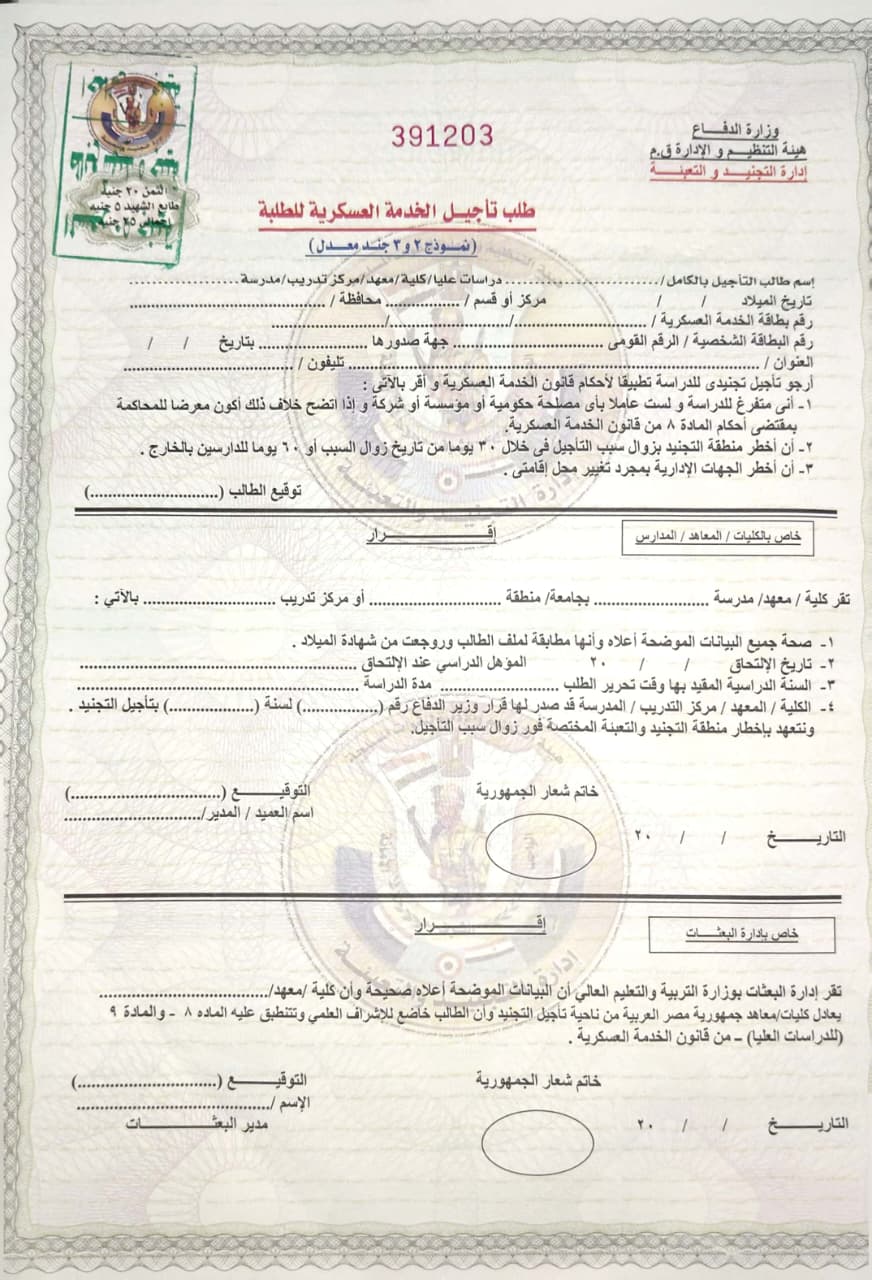 وزارة الدفـــاع
هيئة التنظيم و الإدارة ق.م
إدارة التجنيد و التعبئة
391203
الثمن ٢٠ جنيه
طابع الشهيد ٥ جنيه
إجمالي ٢٥ جنيه
طلب تأجيل الخدمة العسكرية للطلبة
(نموذج ٢ و ٣ جند معدل)
إسم طالب التأجيل بالكامل /................................ دراسات عليا/ كلية/ معهد/ مركز تدريب/ مدرسة ......................
تاريخ الميلاد / / مركز أو قسم / ................ محافظة / ........................................
رقم بطاقة الخدمة العسكرية / ........................./........................./.........................
رقم البطاقة الشخصية / الرقم القومى ................................ جهة صدورها ....................... بتاريخ / /
العنوان / ........................................................................ تليفون / ....................................
أرجو تأجيل تجنيدى للدراسة تطبيقا لأحكام قانون الخدمة العسكرية و أقر بالآتى :
١- أنى متفرغ للدراسة و لست عاملا بأى مصلحة حكومية أو مؤسسة أو شركة و إذا اتضح خلاف ذلك أكون معرضا للمحاكمة
بمقتضى أحكام المادة ٨ من قانون الخدمة العسكرية.
٢- أن أخطر منطقة التجنيد بزوال سبب التأجيل فى خلال ٣٠ يوما من تاريخ زوال السبب أو ٦٠ يوما للدارسين بالخارج .
٣- أن أخطر الجهات الإدارية بمجرد تغيير محل إقامتى .
توقيع الطالب (...........................)
خاص بالكليات / المعاهد / المدارس
إقـــــــــــــرار
تقر كلية / معهد/ مدرسة ........................ بجامعة/ منطقة ............................ أو مركز تدريب ............................ بالآتي :
١- صحة جميع البيانات الموضحة أعلاه وأنها مطابقة لملف الطالب وروجعت من شهادة الميلاد .
٢- تاريخ الإلتحاق / / ٢٠ المؤهل الدراسي عند الإلتحاق ............................................................
٣- السنة الدراسية المقيد بها وقت تحرير الطلب ......................... مدة الدراسة ............................................................
٤- الكلية / المعهد / مركز التدريب / المدرسة قد صدر لها قرار وزير الدفاع رقم (................) لسنة (..................) بتأجيل التجنيد .
ونتعهد بإخطار منطقة التجنيد والتعبئة المختصة فور زوال سبب التأجيل.
خاتم شعار الجمهورية
التوقيــــــع (................................)
اسم العميد / المدير/.............................
التاريــــــخ / / ٢٠
خاص بإدارة البعثــات
إقـــــــــــــرار
تقر إدارة البعثات بوزارة التربية والتعليم العالي أن البيانات الموضحة أعلاه صحيحة وأن كلية /معهد/....................................
يعادل كليات/معاهد جمهورية مصر العربية من ناحية تأجيل التجنيد وأن الطالب خاضع للإشراف العلمي وتنطبق عليه الماده ٨ - والمادة ٩
(للدراسات العليا) – من قانون الخدمة العسكرية .
خاتم شعار الجمهورية
التوقيــــــع (..............................)
الإسم /.........................................
مدير البعثــــــــات
التاريــــــخ / / ٢٠